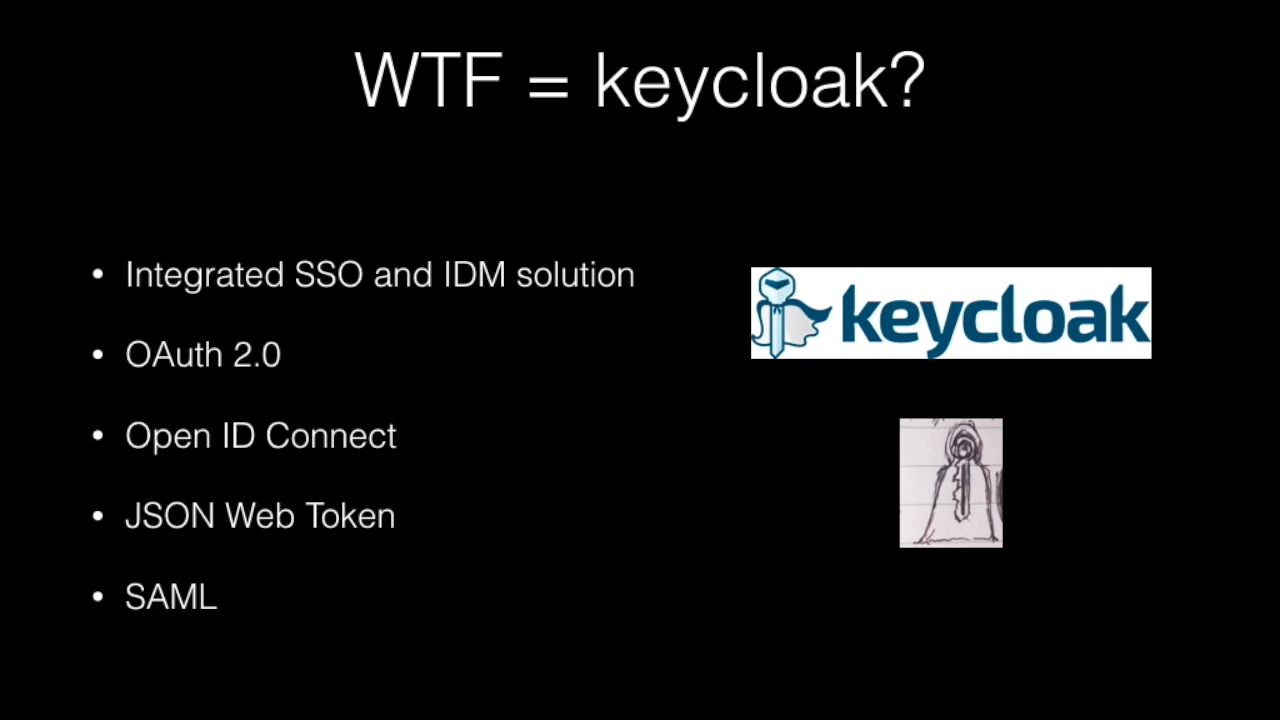 WTF = keycloak?
• Integrated SSO and IDM solution
• OAuth 2.0
• Open ID Connect
• JSON Web Token
• SAML
keycloak